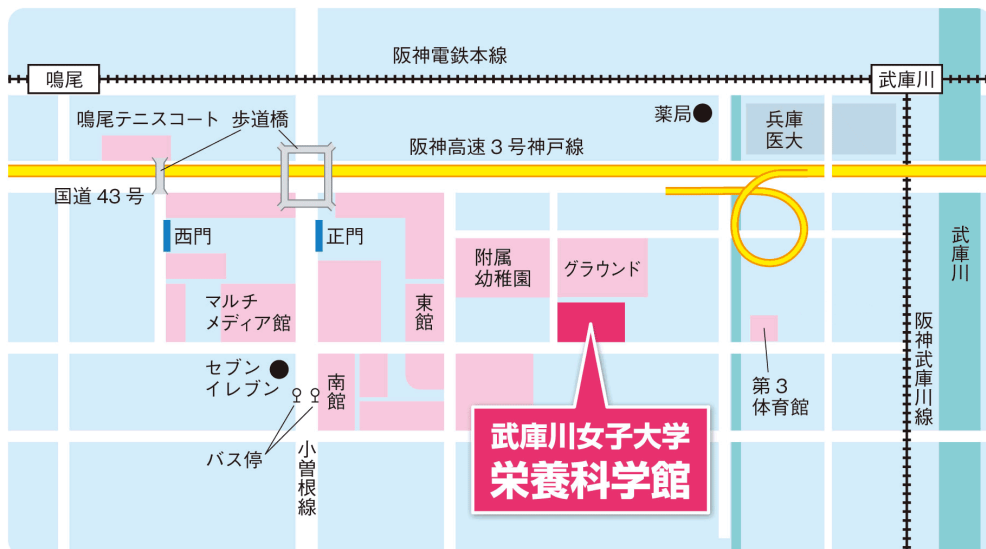 阪神電鉄本線
鳴尾
武庫川
鳴尾テニスコート
歩道橋
薬局
兵庫
医大
阪神高速3号神戸線
国道43号
西門
正門
附属
幼稚園
グラウンド
武庫川
マルチ
メディア館
東館
阪神武庫川線
セブン
イレブン
南館
第3
体育館
バス停
小曽根線
武庫川女子大学
栄養科学館